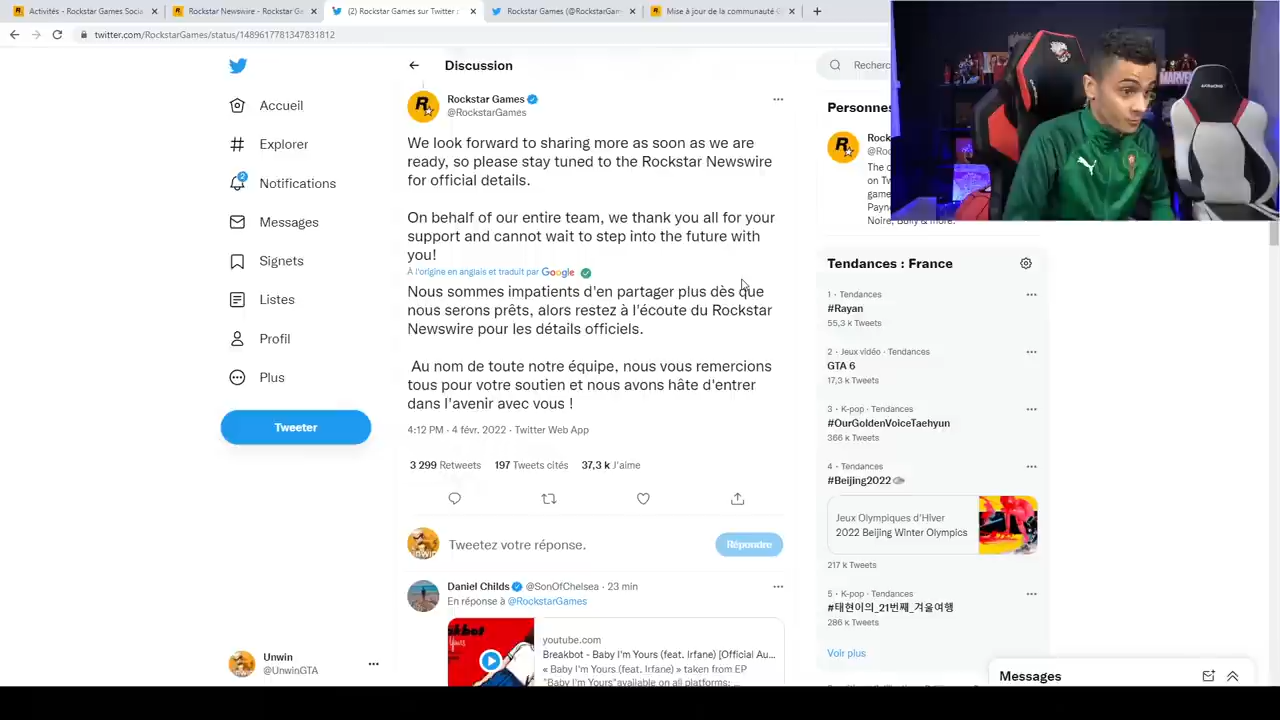 Activités - Rockstar Games Socia
Rockstar Newswire - Rockstar Ga
(2) Rockstar Games sur Twitter :
Rockstar Games (@RockstarGam
Mise à jour de la communauté G
twitter.com/RockstarGames/status/1489617781347831812
Accueil
Explorer
2
Notifications
Messages
Signets
Listes
Profil
Plus
Tweeter
Unwin
@UnwinGTA
Discussion
Rockstar Games
@RockstarGames
We look forward to sharing more as soon as we are
ready, so please stay tuned to the Rockstar Newswire
for official details.
On behalf of our entire team, we thank you all for your
support and cannot wait to step into the future with
you!
À l'origine en anglais et traduit par Google
Nous sommes impatients d'en partager plus dès que
nous serons prêts, alors restez à l'écoute du Rockstar
Newswire pour les détails officiels.
Au nom de toute notre équipe, nous vous remercions
tous pour votre soutien et nous avons hâte d'entrer
dans l'avenir avec vous !
4:12 PM · 4 févr. 2022 · Twitter Web App
3 299 Retweets 197 Tweets cités 37,3 k J'aime
Tweetez votre réponse.
Répondre
Daniel Childs @SonOfChelsea · 23 min
En réponse à @RockstarGames
youtube.com
Breakbot - Baby I'm Yours (feat. Irfane) [Official Au...
« Baby I'm Yours (feat. Irfane) » taken from EP
"Baby I'm Yours"available on all platforms:
Recherc
Personnes
Rock
@Ro
The o
on Tw
game
Payn
Noire, Bully & more.
Tendances : France
1 · Tendances
#Rayan
55,3 k Tweets
2 · Jeux vidéo · Tendances
GTA 6
17,3 k Tweets
3 · K-pop · Tendances
#OurGoldenVoiceTaehyun
366 k Tweets
4 · Tendances
#Beijing2022
Jeux Olympiques d'Hiver
2022 Beijing Winter Olympics
217 k Tweets
5 · K-pop · Tendances
#태현이의_21번째_겨울여행
286 k Tweets
Voir plus
Messages
MARVEL